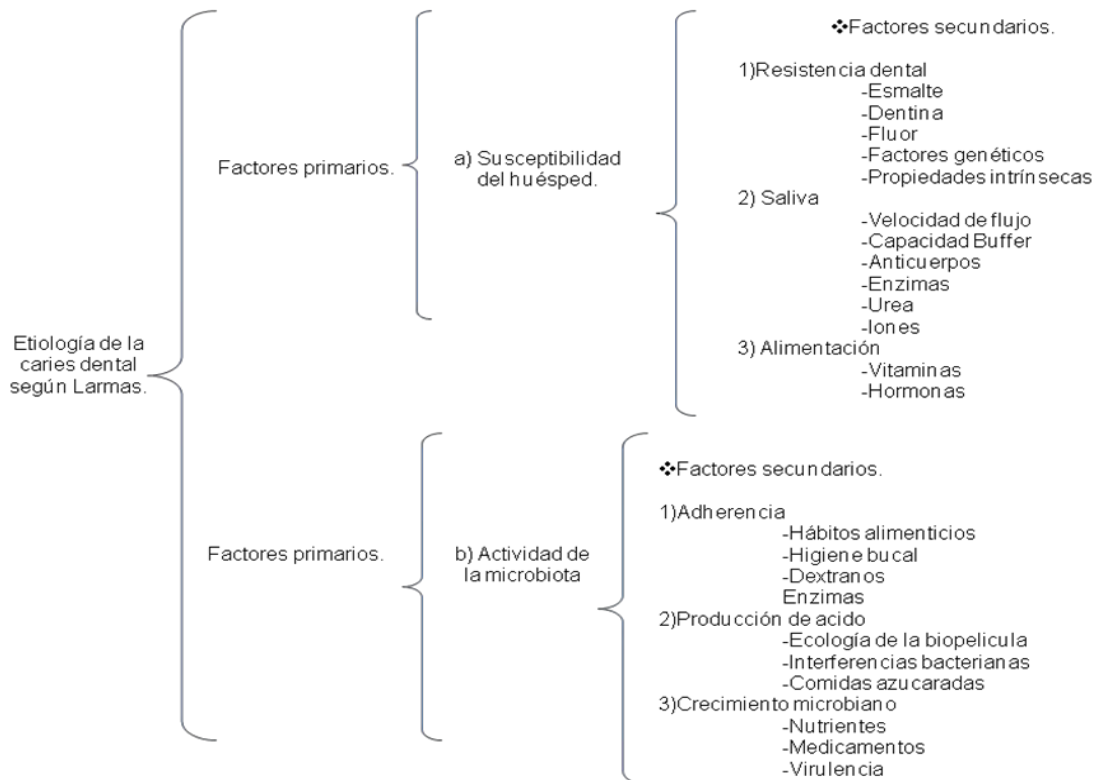 Etiología de la
caries dental
según Larmas.
Factores primarios.
a) Susceptibilidad
del huésped.
❖Factores secundarios.
1)Resistencia dental
-Esmalte
-Dentina
-Fluor
-Factores genéticos
-Propiedades intrínsecas
2) Saliva
-Velocidad de flujo
-Capacidad Buffer
-Anticuerpos
-Enzimas
-Urea
-Iones
3) Alimentación
-Vitaminas
-Hormonas
Factores primarios.
b) Actividad de
la microbiota
❖Factores secundarios.
1)Adherencia
-Hábitos alimenticios
-Higiene bucal
-Dextranos
Enzimas
2)Producción de acido
-Ecología de la biopelicula
-Interferencias bacterianas
-Comidas azucaradas
3)Crecimiento microbiano
-Nutrientes
-Medicamentos
-Virulencia